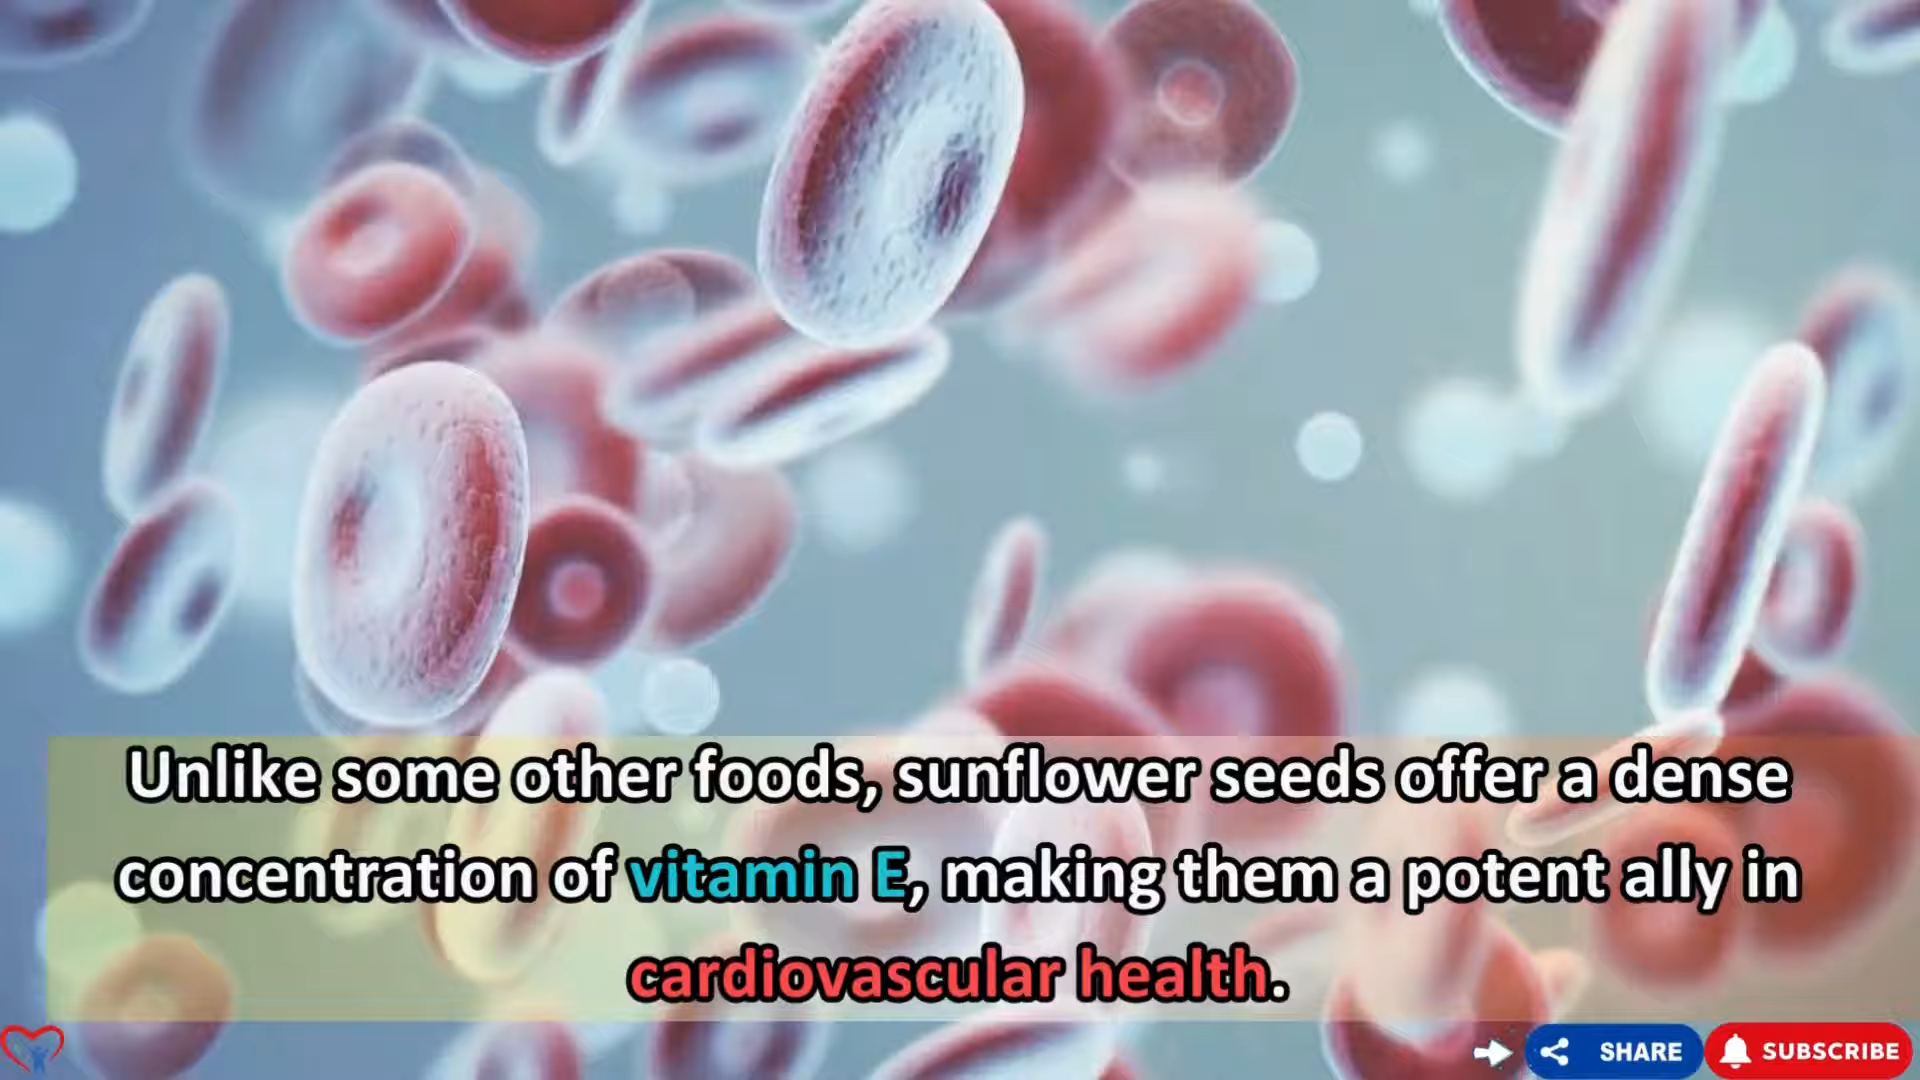 Unlike some other foods, sunflower seeds offer a dense
concentration of vitamin E, making them a potent ally in
cardiovascular health.
SHARE
SUBSCRIBE